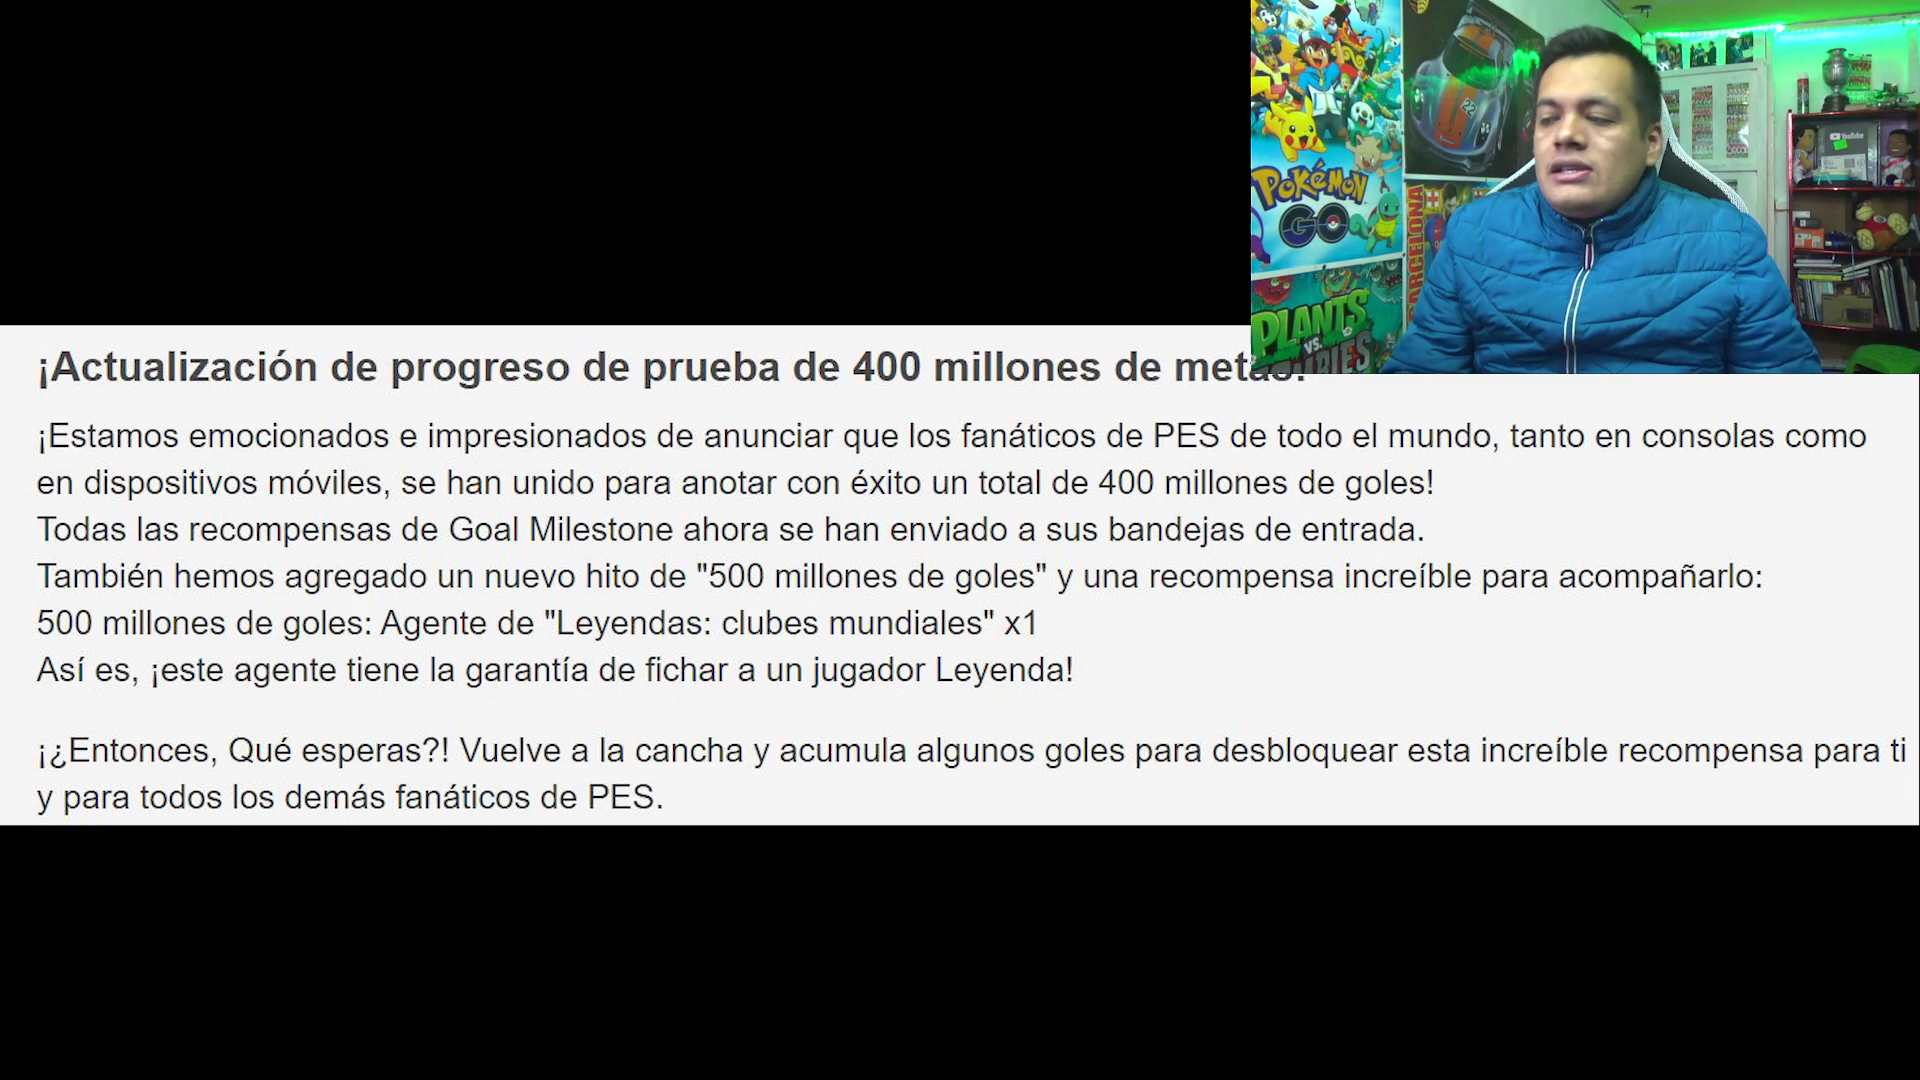 POKÉMON
GO
22
BARCELONA
PLANTS
VS.
ZOMBIES
YouTube
¡Actualización de progreso de prueba de 400 millones de metas!
¡Estamos emocionados e impresionados de anunciar que los fanáticos de PES de todo el mundo, tanto en consolas como
en dispositivos móviles, se han unido para anotar con éxito un total de 400 millones de goles!
Todas las recompensas de Goal Milestone ahora se han enviado a sus bandejas de entrada.
También hemos agregado un nuevo hito de "500 millones de goles" y una recompensa increíble para acompañarlo:
500 millones de goles: Agente de "Leyendas: clubes mundiales" x1
Así es, ¡este agente tiene la garantía de fichar a un jugador Leyenda!
¡¿Entonces, Qué esperas?! Vuelve a la cancha y acumula algunos goles para desbloquear esta increíble recompensa para ti
y para todos los demás fanáticos de PES.